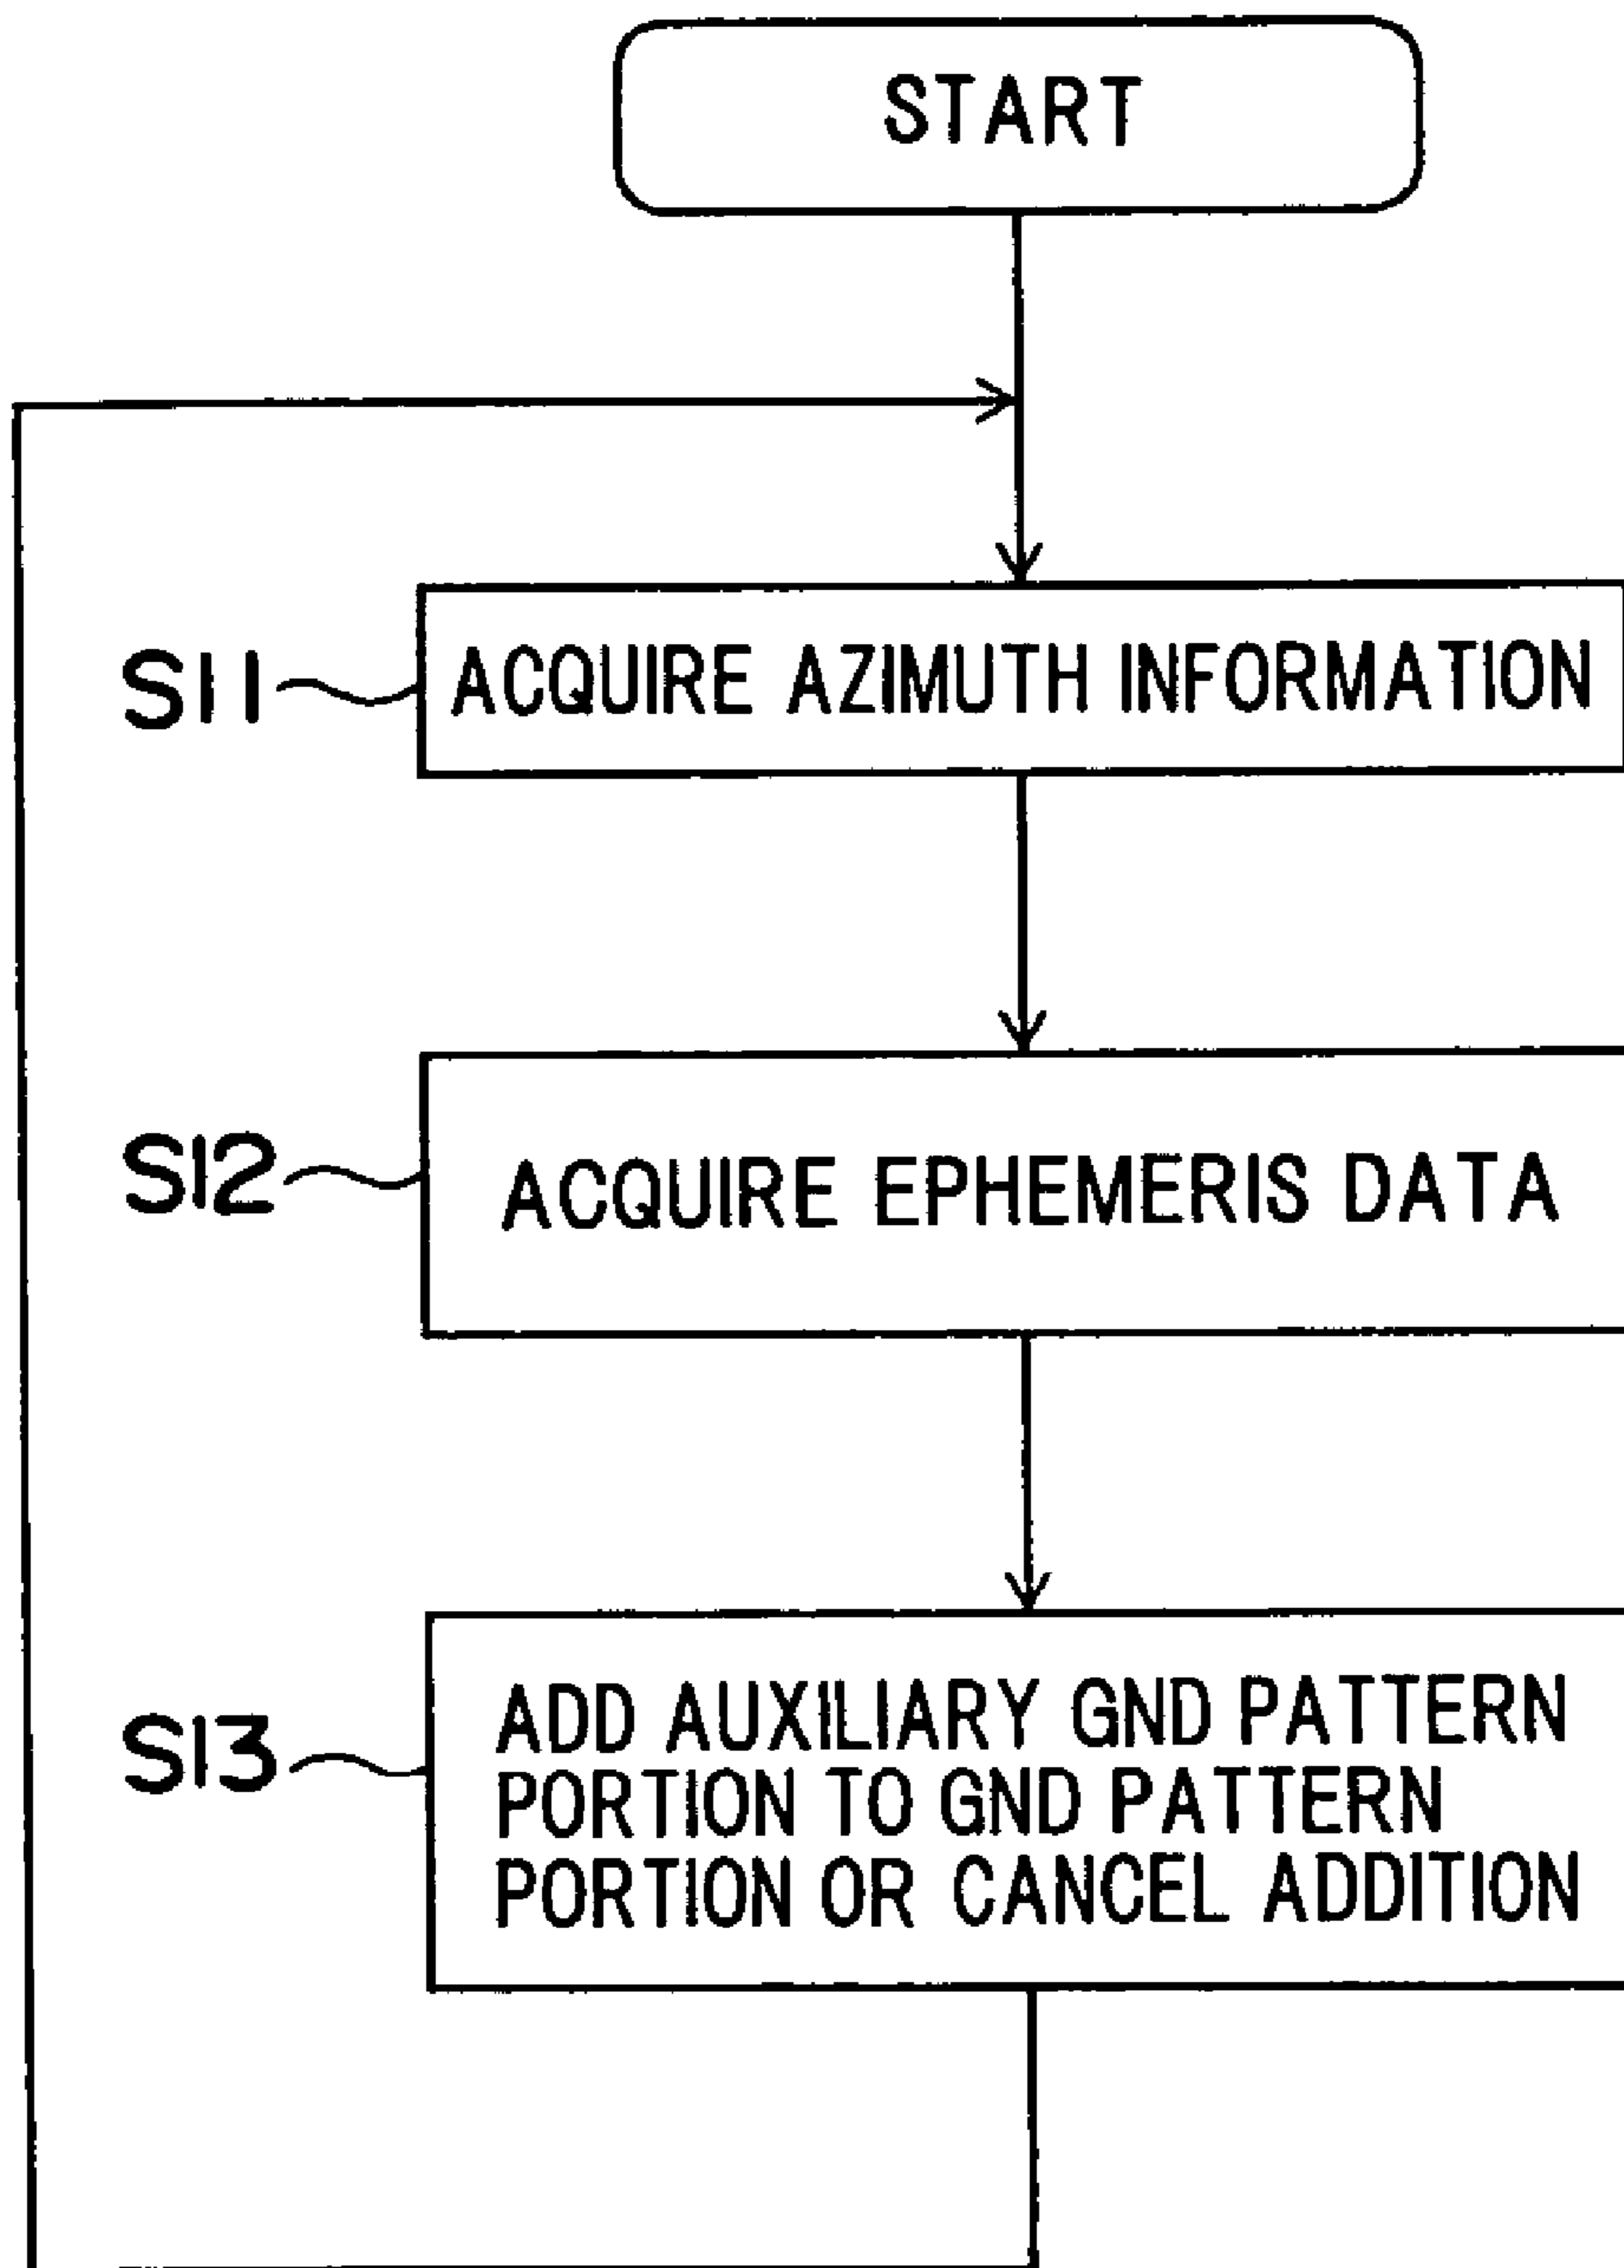 START
S11
ACQUIRE AZIMUTH INFORMATION
S12
ACQUIRE EPHEMERIS DATA
S13
ADD AUXILIARY GND PATTERN
PORTION TO GND PATTERN
PORTION OR CANCEL ADDITION